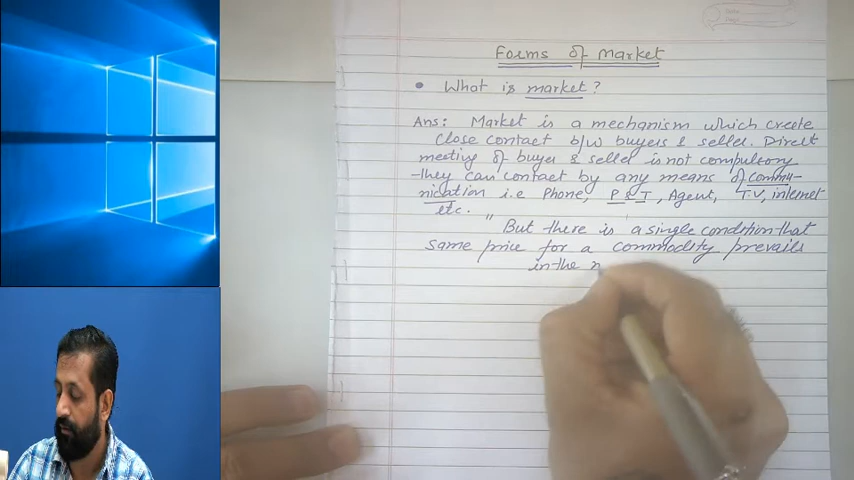 Forms of market
• What is market?
Ans: Market is a mechanism which create
close contact b/w buyers & seller. Direct
meeting of buyer & seller is not compulsory
they can contact by any means of commu-
nication i.e Phone, P & T, Agent, T.V, internet
etc.
" But there is a single condition that
same price for a commodity prevails
in the